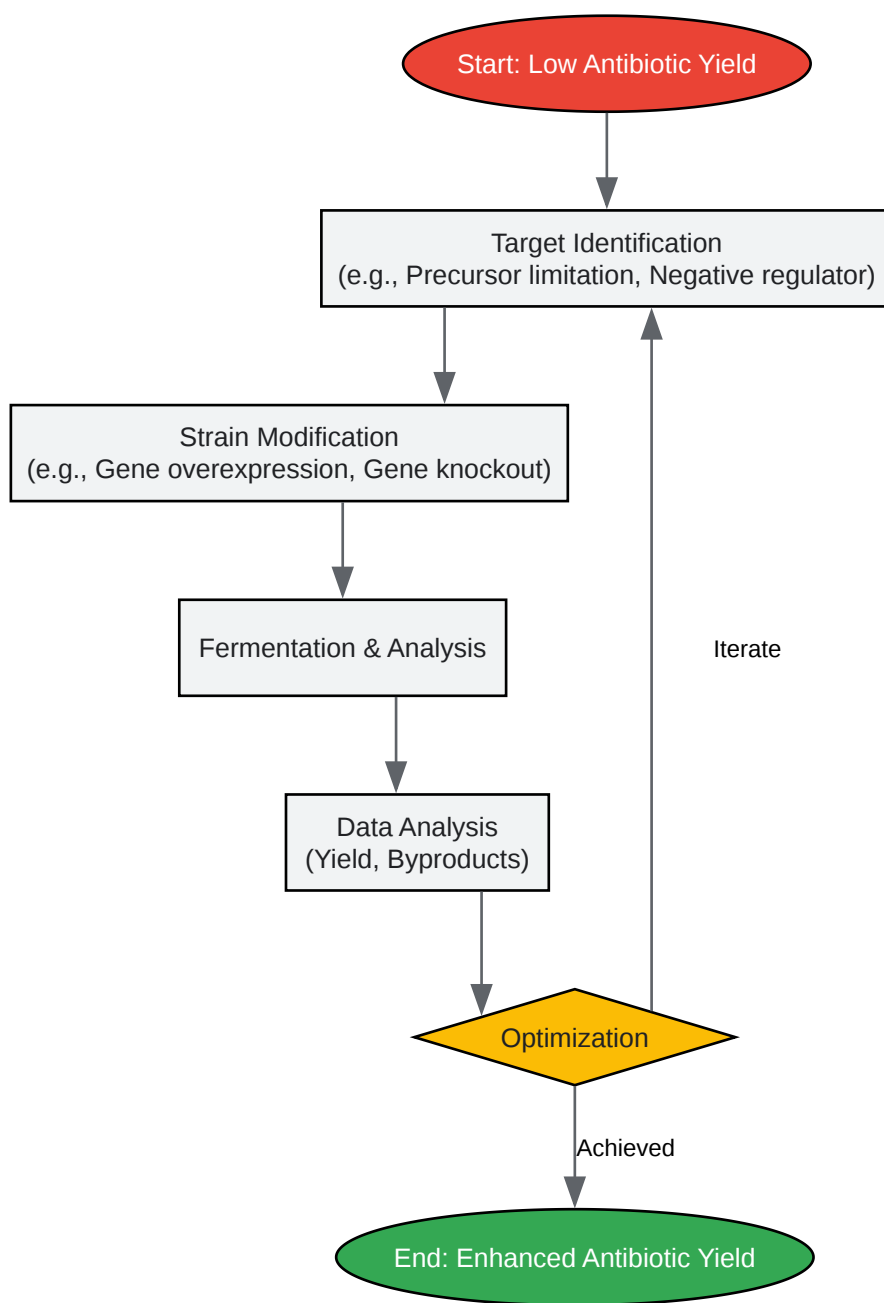 Start: Low Antibiotic Yield
Target Identification
(e.g., Precursor limitation, Negative regulator)
Strain Modification
(e.g., Gene overexpression, Gene knockout)
Fermentation & Analysis
Iterate
Data Analysis
(Yield, Byproducts)
Optimization
Achieved
End: Enhanced Antibiotic Yield